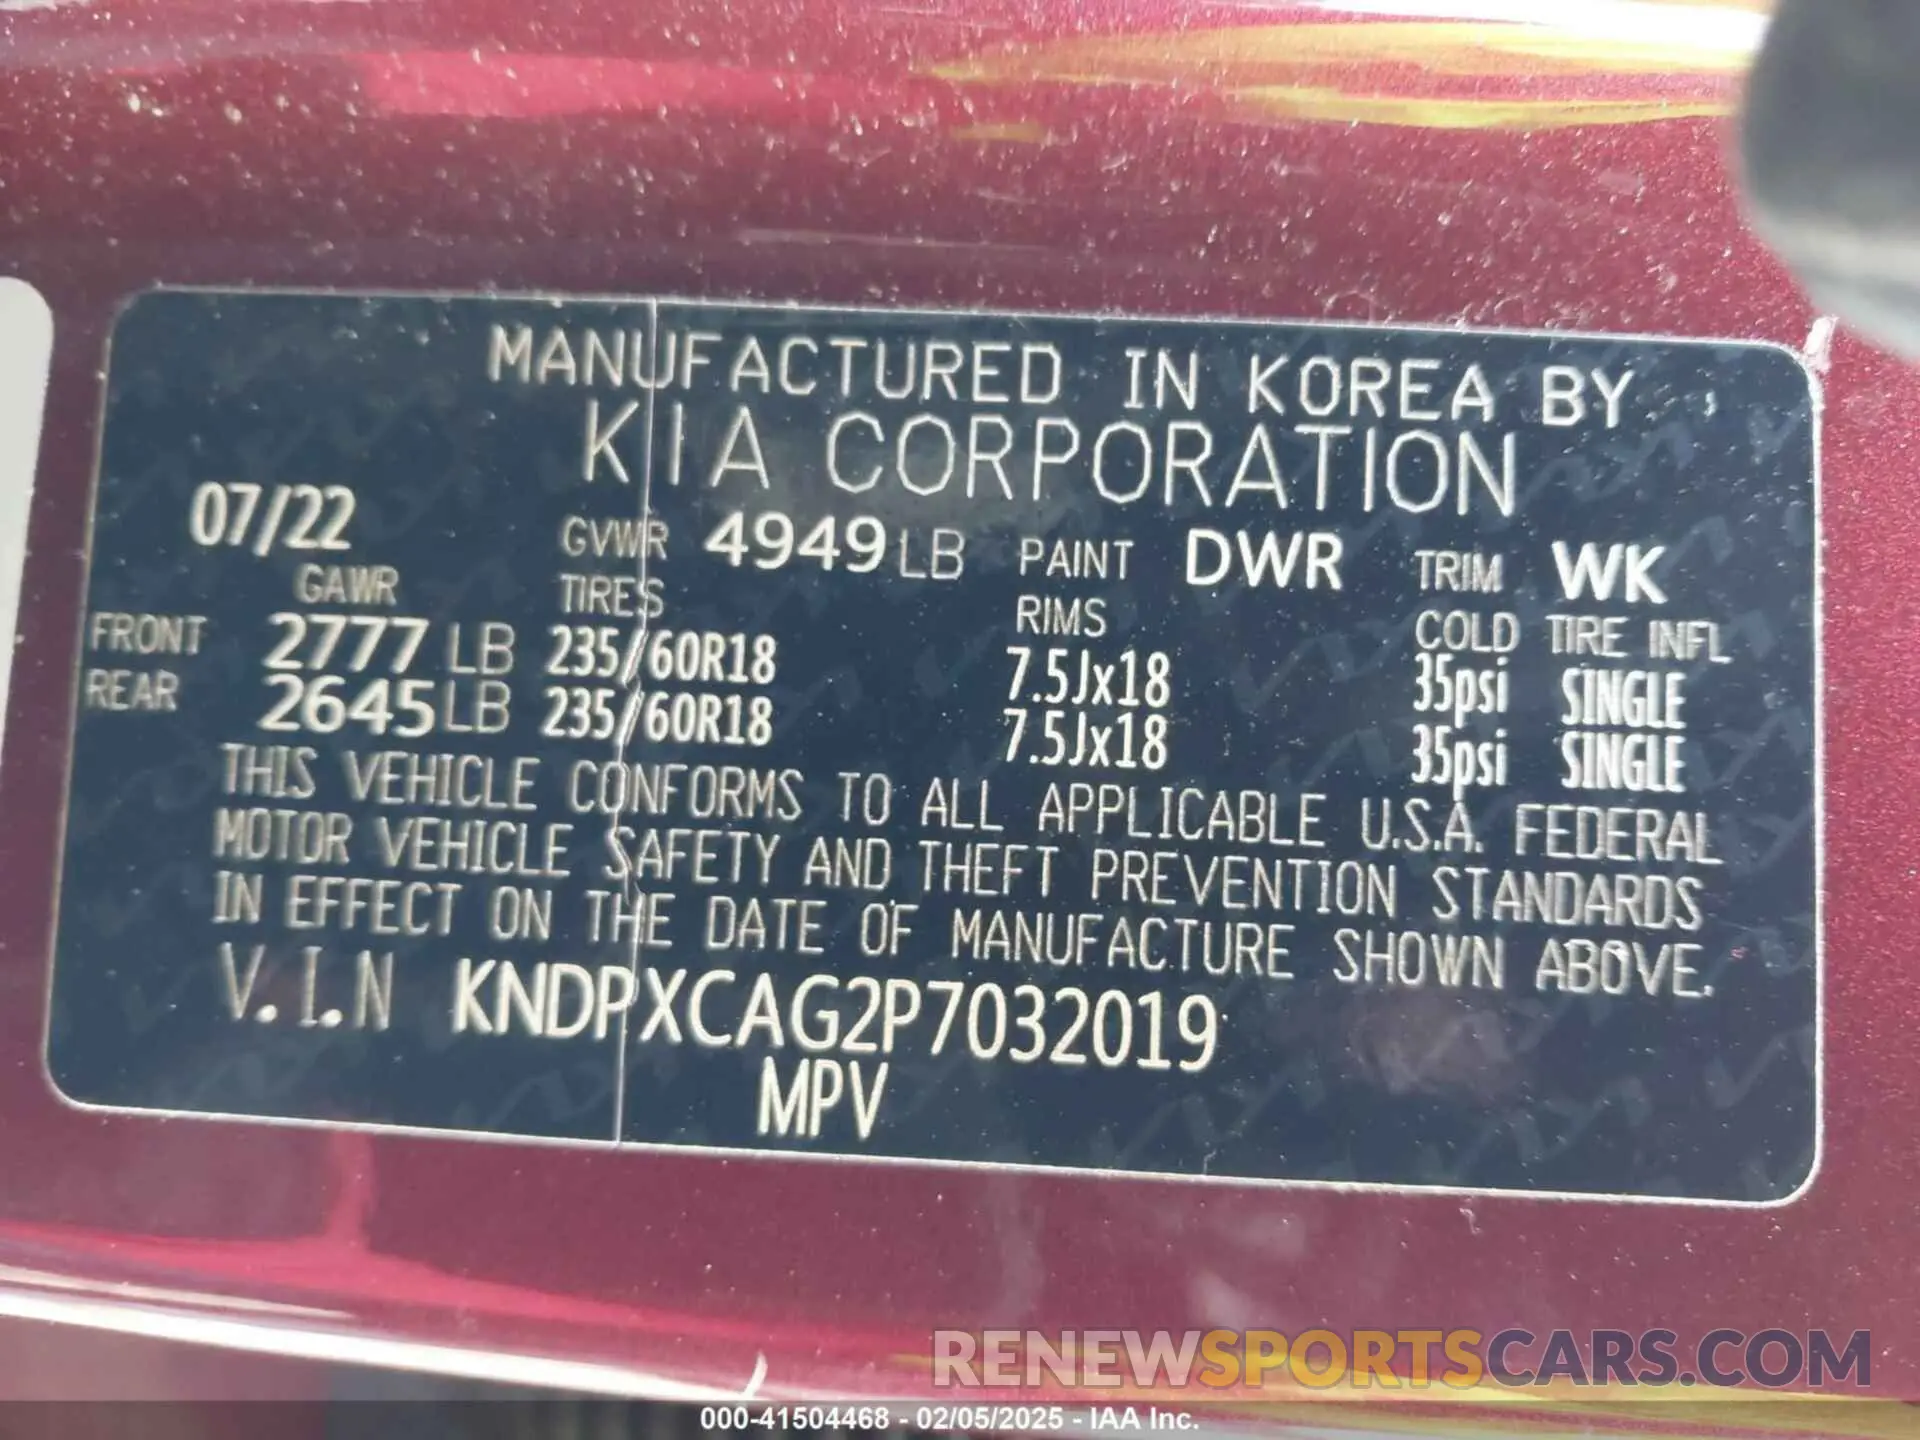 MANUFACTURED IN KOREA BY
KIA CORPORATION
07/22 GVWR 4949 LB PAINT DWR TRIM WK
GAWR TIRES RIMS COLD TIRE INFL
FRONT 2777 LB 235/60R18 7.5Jx18 35psi SINGLE
REAR 2645 LB 235/60R18 7.5Jx18 35psi SINGLE
THIS VEHICLE CONFORMS TO ALL APPLICABLE U.S.A. FEDERAL
MOTOR VEHICLE SAFETY AND THEFT PREVENTION STANDARDS
IN EFFECT ON THE DATE OF MANUFACTURE SHOWN ABOVE.
V.I.N KNDPXCAG2P7032019
MPV
RENEWSPORTSCARS.COM
000-41504468 - 02/05/2025 - IAA Inc.